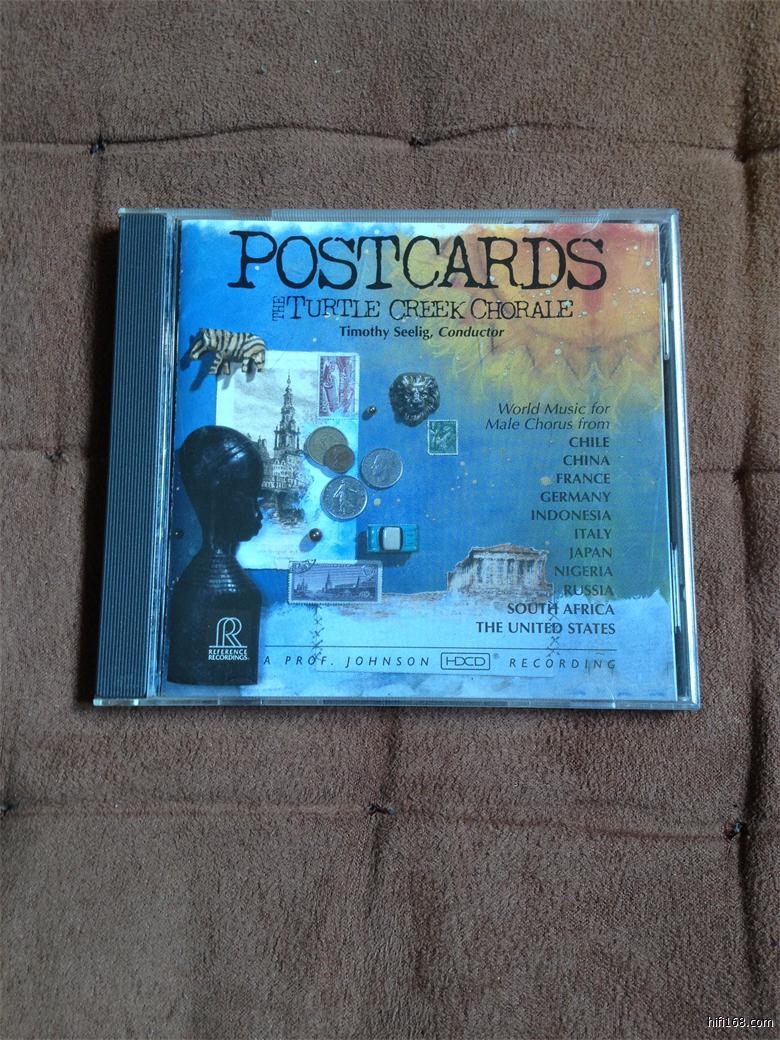 POSTCARDS
THE TURTLE CREEK CHORALE
Timothy Seelig, Conductor
World Music for
Male Chorus from
CHILE
CHINA
FRANCE
GERMANY
INDONESIA
ITALY
JAPAN
NIGERIA
RUSSIA
SOUTH AFRICA
THE UNITED STATES
R
REFERENCE
RECORDINGS
A PROF. JOHNSON HDCD® RECORDING
hifi168.com